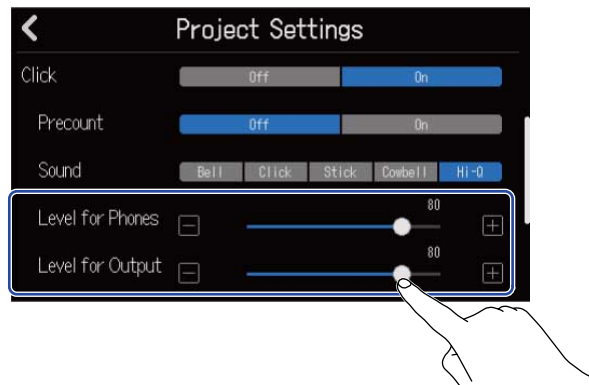 Project Settings
Click Off On
Precount Off On
Sound Bell Click Stick Cowbell Hi-Q
80
Level for Phones
80
Level for Output